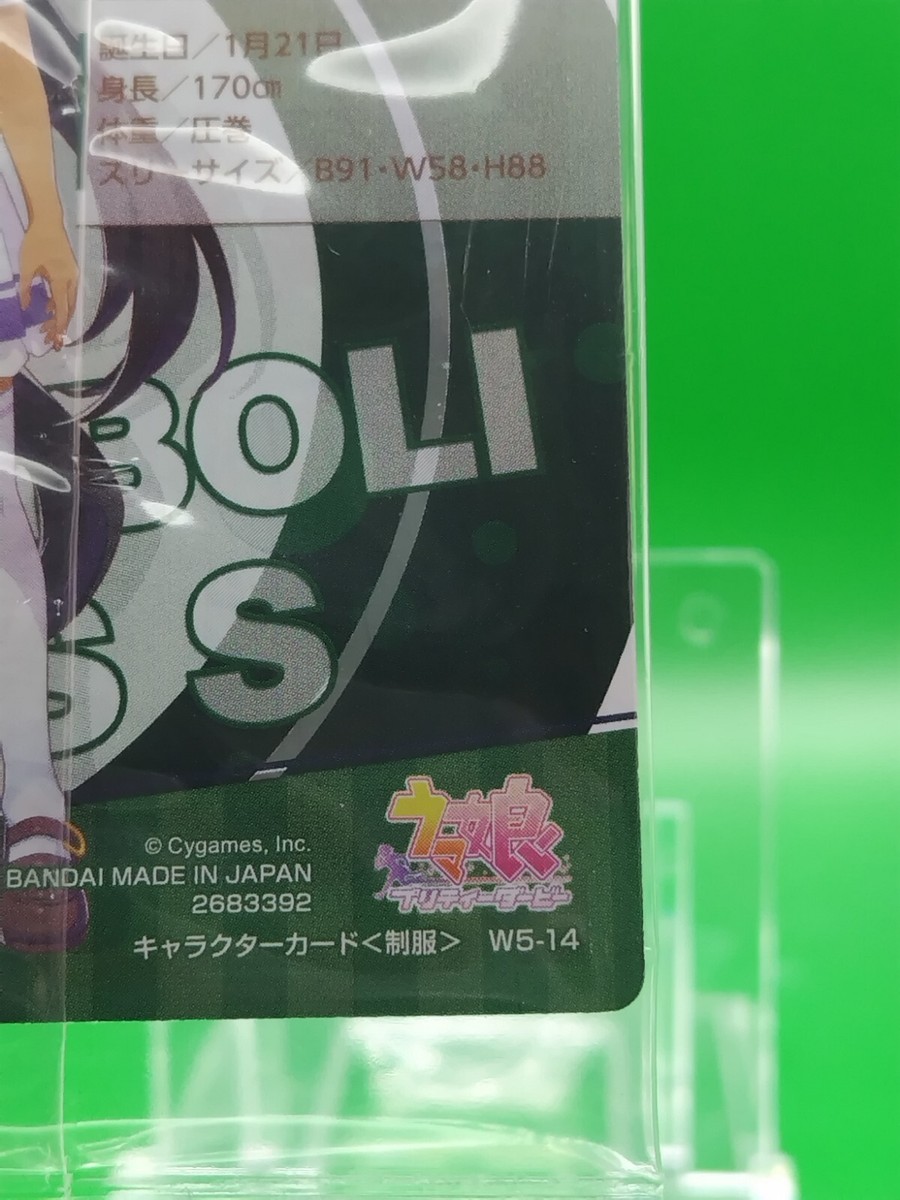 誕生日／1月21日
身長／170㎝
体重／圧巻
スリーサイズ／B91・W58・H88
BOLI
S S
© Cygames, Inc.
BANDAI MADE IN JAPAN
2683392
ウマ娘
プリティーダービー
キャラクターカード＜制服＞ W5-14